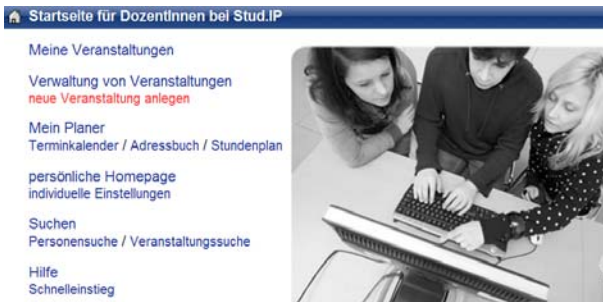 Startseite für DozentInnen bei Stud.IP
Meine Veranstaltungen
Verwaltung von Veranstaltungen
neue Veranstaltung anlegen
Mein Planer
Terminkalender / Adressbuch / Stundenplan
persönliche Homepage
individuelle Einstellungen
Suchen
Personensuche / Veranstaltungssuche
Hilfe
Schnelleinstieg